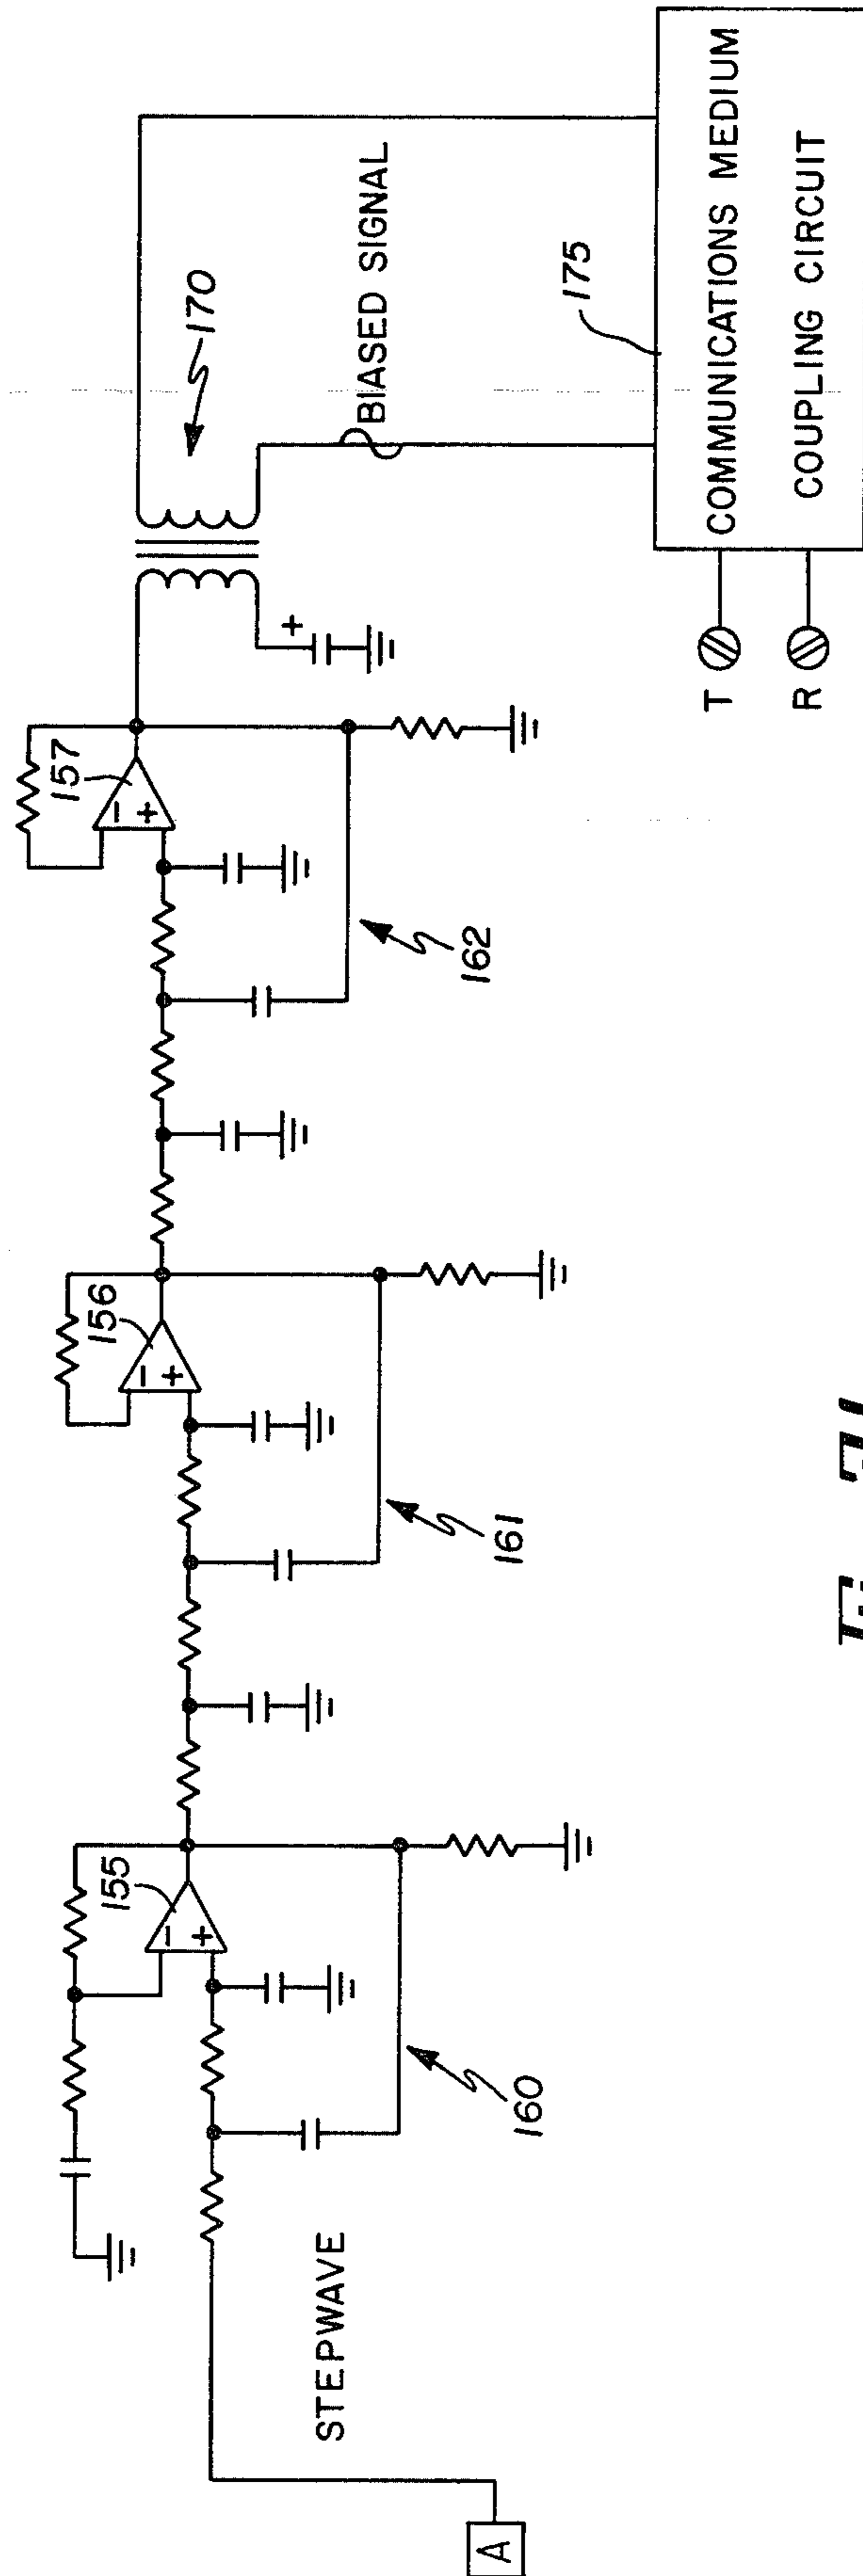 A
STEPWAVE
160
155
-
+
161
156
-
+
162
157
-
+
+
170
BIASED SIGNAL
175
T
R
COMMUNICATIONS MEDIUM
COUPLING CIRCUIT